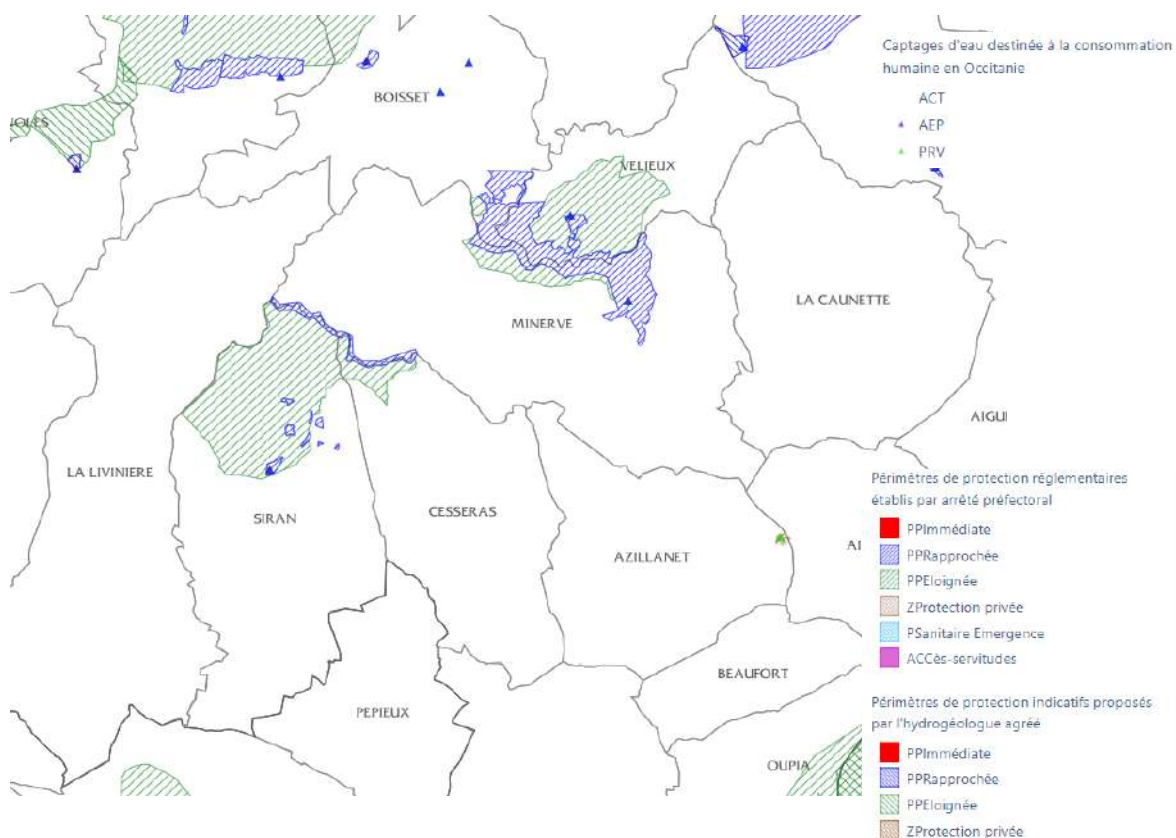 Captages d'eau destinée à la consommation
humaine en Occitanie
ACT
AEP
PRV
BOISSET
NOLES
VELIEUX
LA CAUNETTE
MINERVE
AIGU
LA LIVINIERE
SIRAN
CESSERAS
AZILLANET
AI
BEAUFORT
PEPIEUX
OUPIA
Périmètres de protection réglementaires
établis par arrêté préfectoral
PPImmédiate
PPRapprochée
PPEloignée
ZProtection privée
PSanitaire Emergence
ACCès-servitudes
Périmètres de protection indicatifs proposés
par l'hydrogéologue agréé
PPImmédiate
PPRapprochée
PPEloignée
ZProtection privée